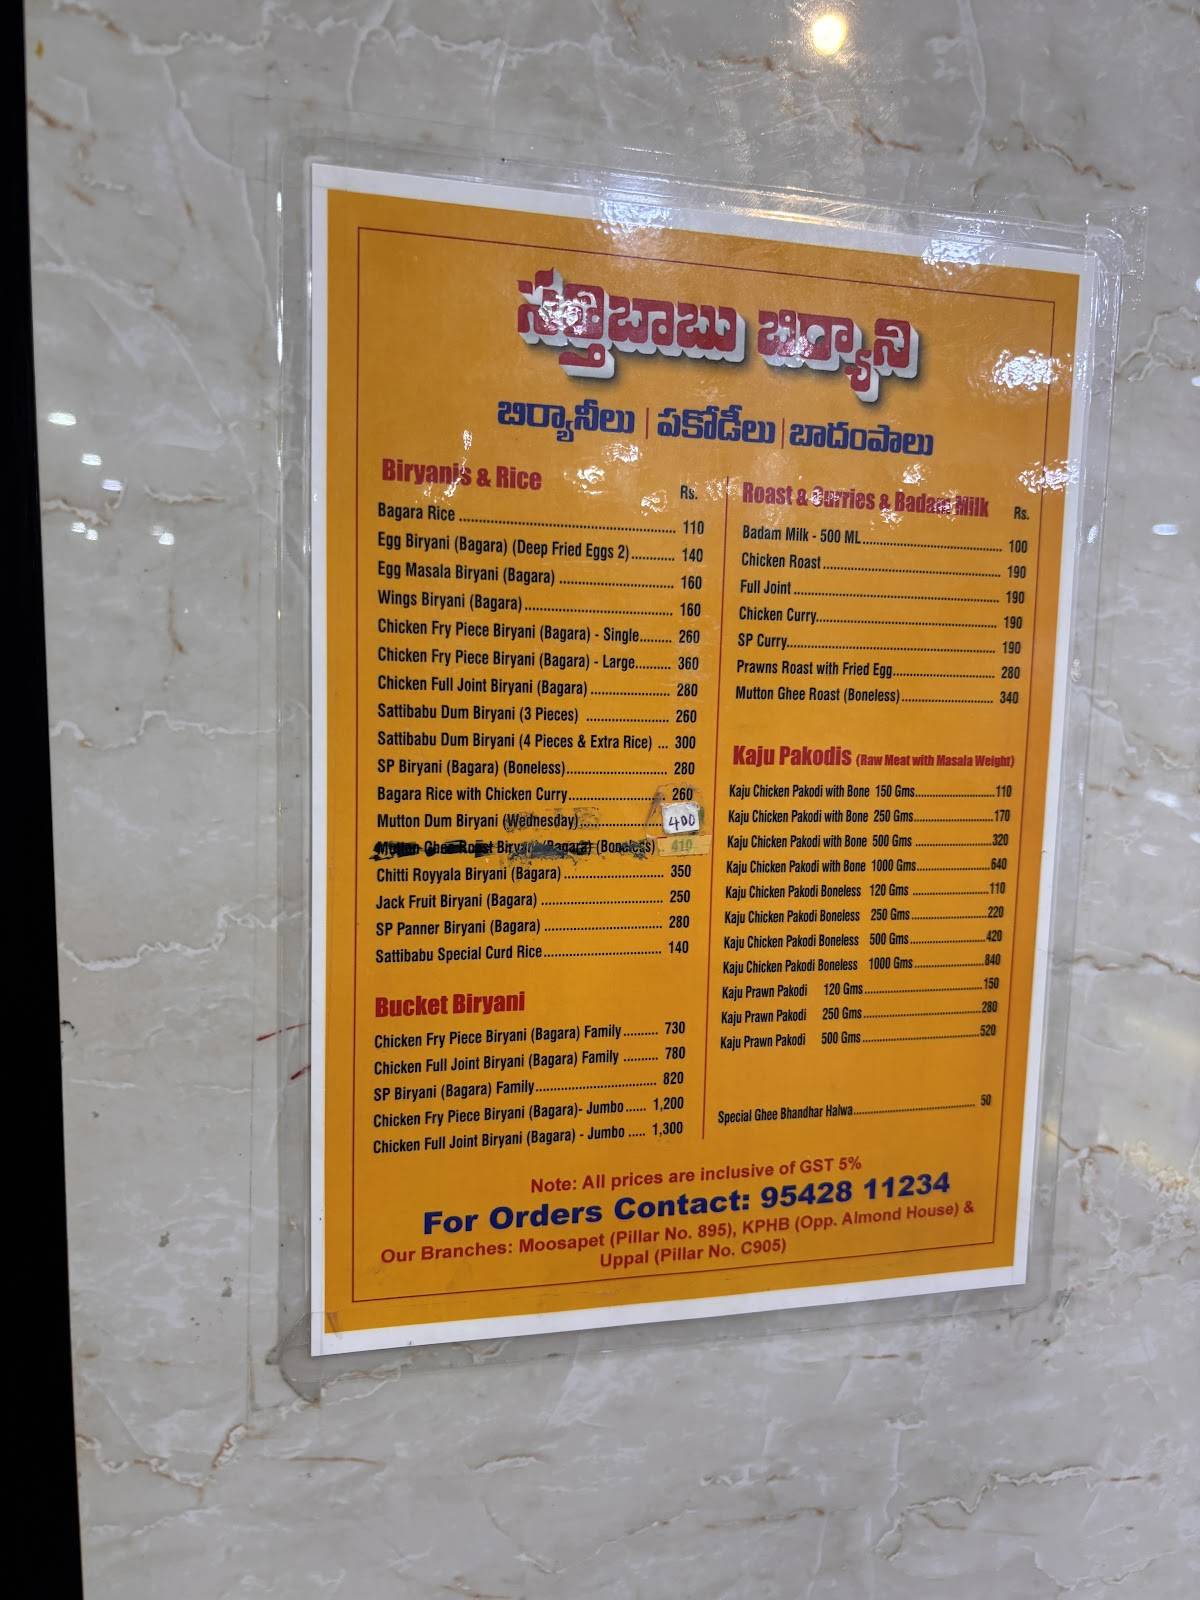 సత్తిబాబు బిర్యాని
బిర్యానీలు | పకోడీలు | బాదంపాలు
Biryanis & Rice
Rs.
Bagara Rice ........ 110
Egg Biryani (Bagara) (Deep Fried Eggs 2) ........ 140
Egg Masala Biryani (Bagara) ........ 160
Wings Biryani (Bagara) ........ 160
Chicken Fry Piece Biryani (Bagara) - Single ........ 260
Chicken Fry Piece Biryani (Bagara) - Large ........ 360
Chicken Full Joint Biryani (Bagara) ........ 280
Sattibabu Dum Biryani (3 Pieces) ........ 260
Sattibabu Dum Biryani (4 Pieces & Extra Rice) ... 300
SP Biryani (Bagara) (Boneless) ........ 280
Bagara Rice with Chicken Curry ........ 260
Mutton Dum Biryani (Wednesday) ........ 400
Mutton Ghee Roast Biryani (Bagara) (Boneless) 410
Chitti Royyala Biryani (Bagara) ........ 350
Jack Fruit Biryani (Bagara) ........ 250
SP Panner Biryani (Bagara) ........ 280
Sattibabu Special Curd Rice ........ 140
Bucket Biryani
Chicken Fry Piece Biryani (Bagara) Family ........ 730
Chicken Full Joint Biryani (Bagara) Family ........ 780
SP Biryani (Bagara) Family ........ 820
Chicken Fry Piece Biryani (Bagara)- Jumbo ...... 1,200
Chicken Full Joint Biryani (Bagara) - Jumbo ..... 1,300
Roast & Curries & Badam Milk
Rs.
Badam Milk - 500 ML ........ 100
Chicken Roast ........ 190
Full Joint ........ 190
Chicken Curry ........ 190
SP Curry ........ 190
Prawns Roast with Fried Egg ........ 280
Mutton Ghee Roast (Boneless) ........ 340
Kaju Pakodis (Raw Meat with Masala Weight)
Kaju Chicken Pakodi with Bone 150 Gms ........ 110
Kaju Chicken Pakodi with Bone 250 Gms ........ 170
Kaju Chicken Pakodi with Bone 500 Gms ........ 320
Kaju Chicken Pakodi with Bone 1000 Gms ........ 640
Kaju Chicken Pakodi Boneless 120 Gms ........ 110
Kaju Chicken Pakodi Boneless 250 Gms ........ 220
Kaju Chicken Pakodi Boneless 500 Gms ........ 420
Kaju Chicken Pakodi Boneless 1000 Gms ........ 840
Kaju Prawn Pakodi 120 Gms ........ 150
Kaju Prawn Pakodi 250 Gms ........ 280
Kaju Prawn Pakodi 500 Gms ........ 520
Special Ghee Bhandhar Halwa ........ 50
Note: All prices are inclusive of GST 5%
For Orders Contact: 95428 11234
Our Branches: Moosapet (Pillar No. 895), KPHB (Opp. Almond House) &
Uppal (Pillar No. C905)